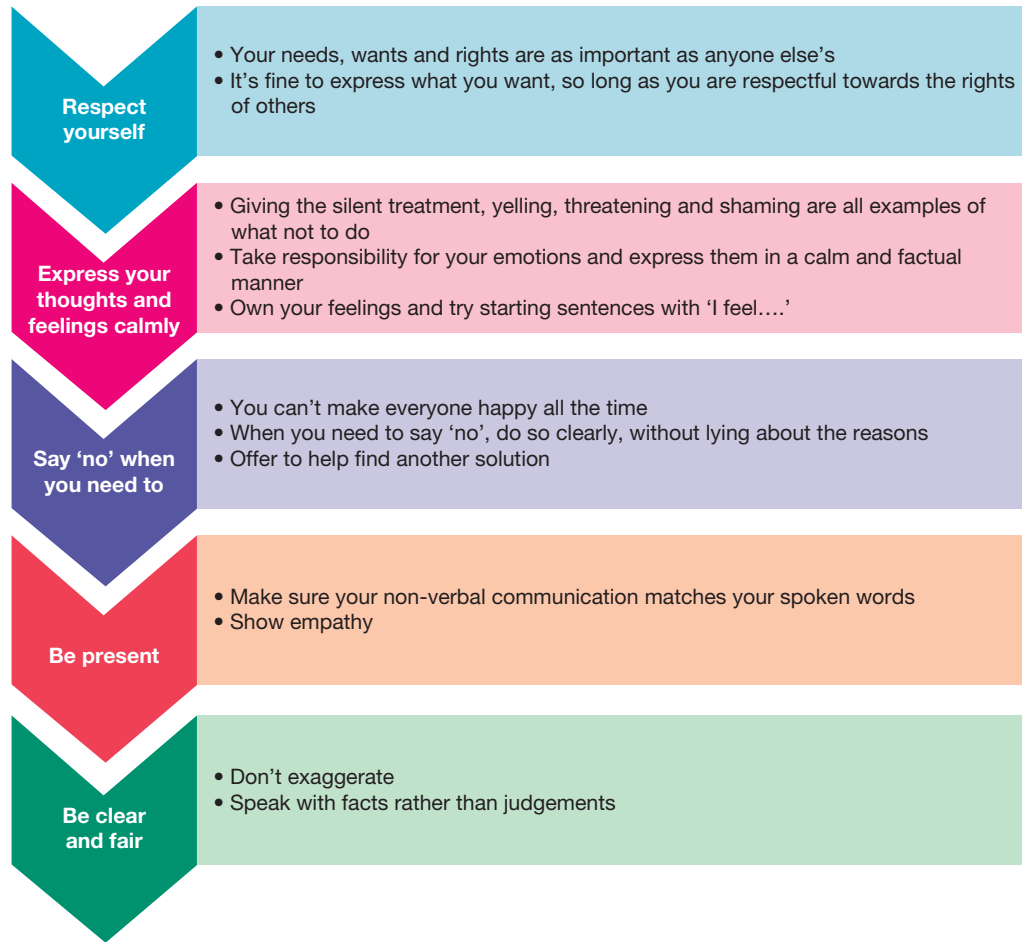 Respect
yourself
• Your needs, wants and rights are as important as anyone else’s
• It’s fine to express what you want, so long as you are respectful towards the rights
of others
Express your
thoughts and
feelings calmly
• Giving the silent treatment, yelling, threatening and shaming are all examples of
what not to do
• Take responsibility for your emotions and express them in a calm and factual
manner
• Own your feelings and try starting sentences with ‘I feel….’
Say ‘no’ when
you need to
• You can’t make everyone happy all the time
• When you need to say ‘no’, do so clearly, without lying about the reasons
• Offer to help find another solution
Be present
• Make sure your non-verbal communication matches your spoken words
• Show empathy
Be clear
and fair
• Don’t exaggerate
• Speak with facts rather than judgements